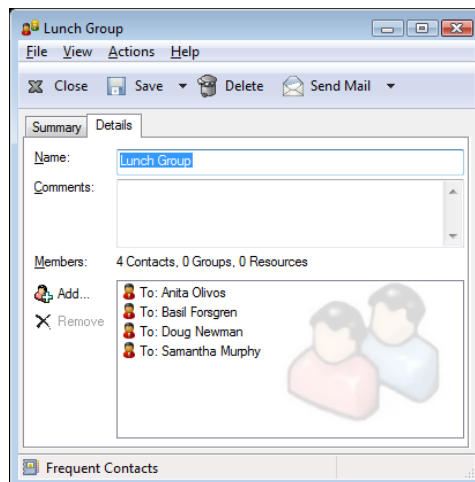 Lunch Group
File View Actions Help
Close Save Delete Send Mail
Summary Details
Name: Lunch Group
Comments:
Members: 4 Contacts, 0 Groups, 0 Resources
Add... To: Anita Olivos
To: Basil Forsgren
Remove To: Doug Newman
To: Samantha Murphy
Frequent Contacts